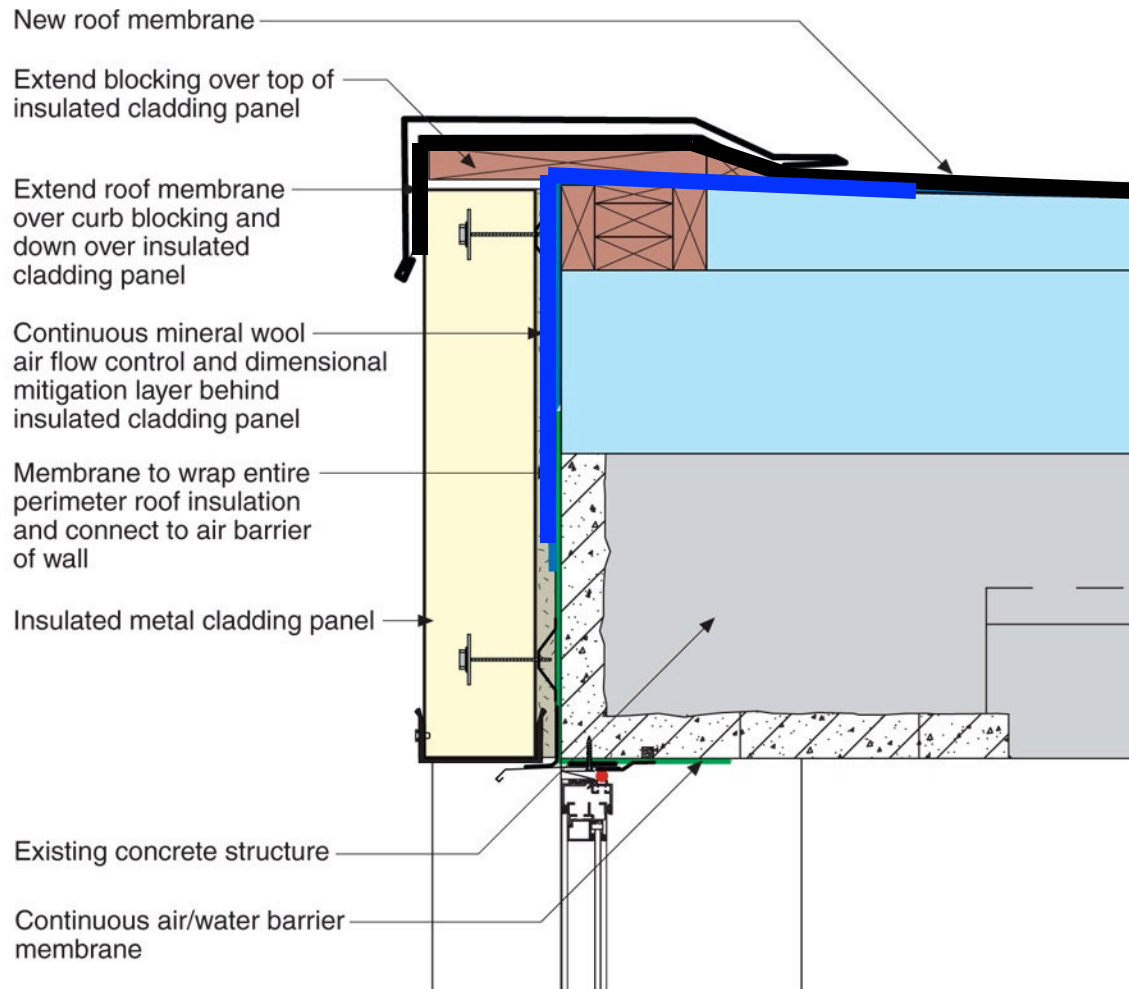 New roof membrane
Extend blocking over top of
insulated cladding panel
Extend roof membrane
over curb blocking and
down over insulated
cladding panel
Continuous mineral wool
air flow control and dimensional
mitigation layer behind
insulated cladding panel
Membrane to wrap entire
perimeter roof insulation
and connect to air barrier
of wall
Insulated metal cladding panel
Existing concrete structure
Continuous air/water barrier
membrane